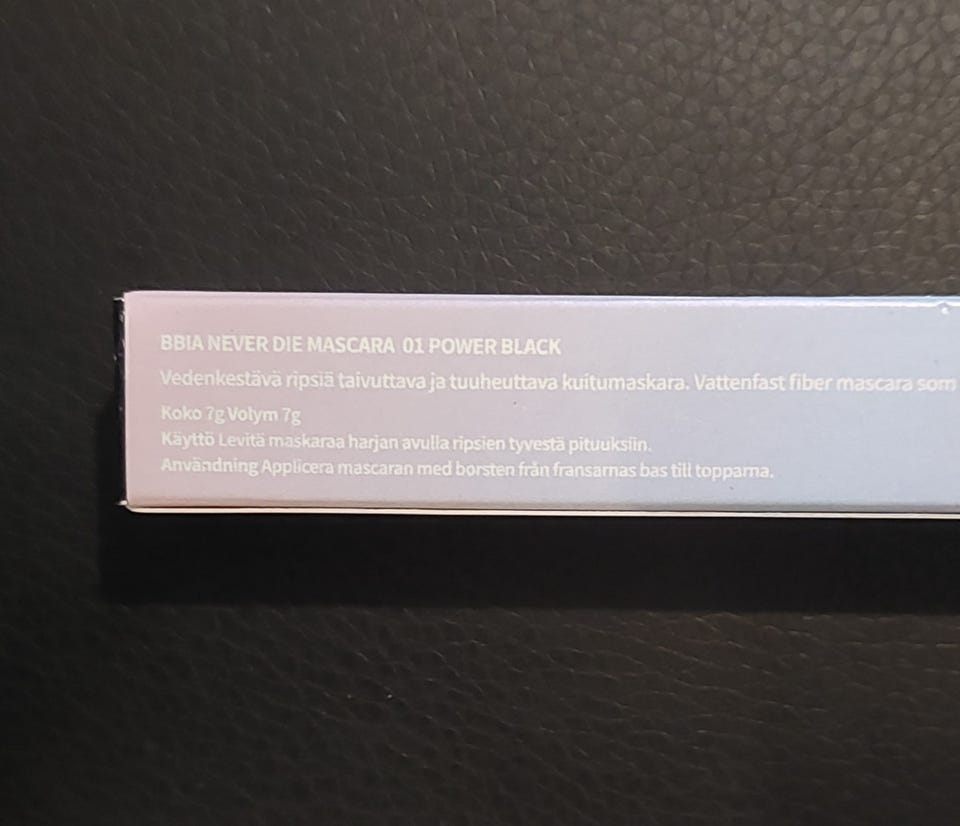 BBIA NEVER DIE MASCARA 01 POWER BLACK
Vedenkestävä ripsiä taivuttava ja tuuheuttava kuitumaskara. Vattenfast fiber mascara som
Koko 7g Volym 7g
Käyttö Levitä maskaraa harjan avulla ripsien tyvestä pituuksiin.
Användning Applicera mascaran med borsten från fransarnas bas till topparna.